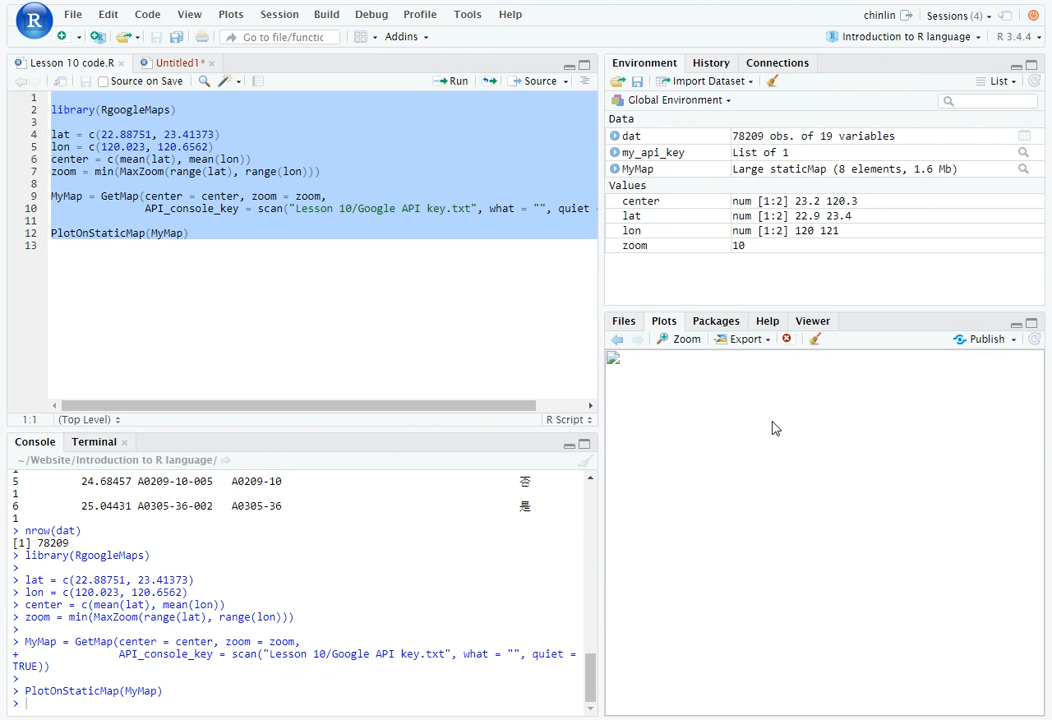 R File Edit Code View Plots Session Build Debug Profile Tools Help chinlin Sessions (4)
Go to file/functic Addins Introduction to R language R 3.4.4
Lesson 10 code.R × Untitled1* ×
Source on Save Run Source
1
2 library(RgoogleMaps)
3
4 lat = c(22.88751, 23.41373)
5 lon = c(120.023, 120.6562)
6 center = c(mean(lat), mean(lon))
7 zoom = min(MaxZoom(range(lat), range(lon)))
8
9 MyMap = GetMap(center = center, zoom = zoom,
10 API_console_key = scan("Lesson 10/Google API key.txt", what = "", quiet =
11
12 PlotOnStaticMap(MyMap)
13
1:1 (Top Level) R Script
Console Terminal ×
~/Website/Introduction to R language/
1
5 24.68457 A0209-10-005 A0209-10 否
1
6 25.04431 A0305-36-002 A0305-36 是
1
> nrow(dat)
[1] 78209
> library(RgoogleMaps)
>
> lat = c(22.88751, 23.41373)
> lon = c(120.023, 120.6562)
> center = c(mean(lat), mean(lon))
> zoom = min(MaxZoom(range(lat), range(lon)))
>
> MyMap = GetMap(center = center, zoom = zoom,
+ API_console_key = scan("Lesson 10/Google API key.txt", what = "", quiet =
TRUE))
>
> PlotOnStaticMap(MyMap)
>
Environment History Connections
Import Dataset List
Global Environment
Data
dat 78209 obs. of 19 variables
my_api_key List of 1
MyMap Large staticMap (8 elements, 1.6 Mb)
Values
center num [1:2] 23.2 120.3
lat num [1:2] 22.9 23.4
lon num [1:2] 120 121
zoom 10
Files Plots Packages Help Viewer
Zoom Export Publish